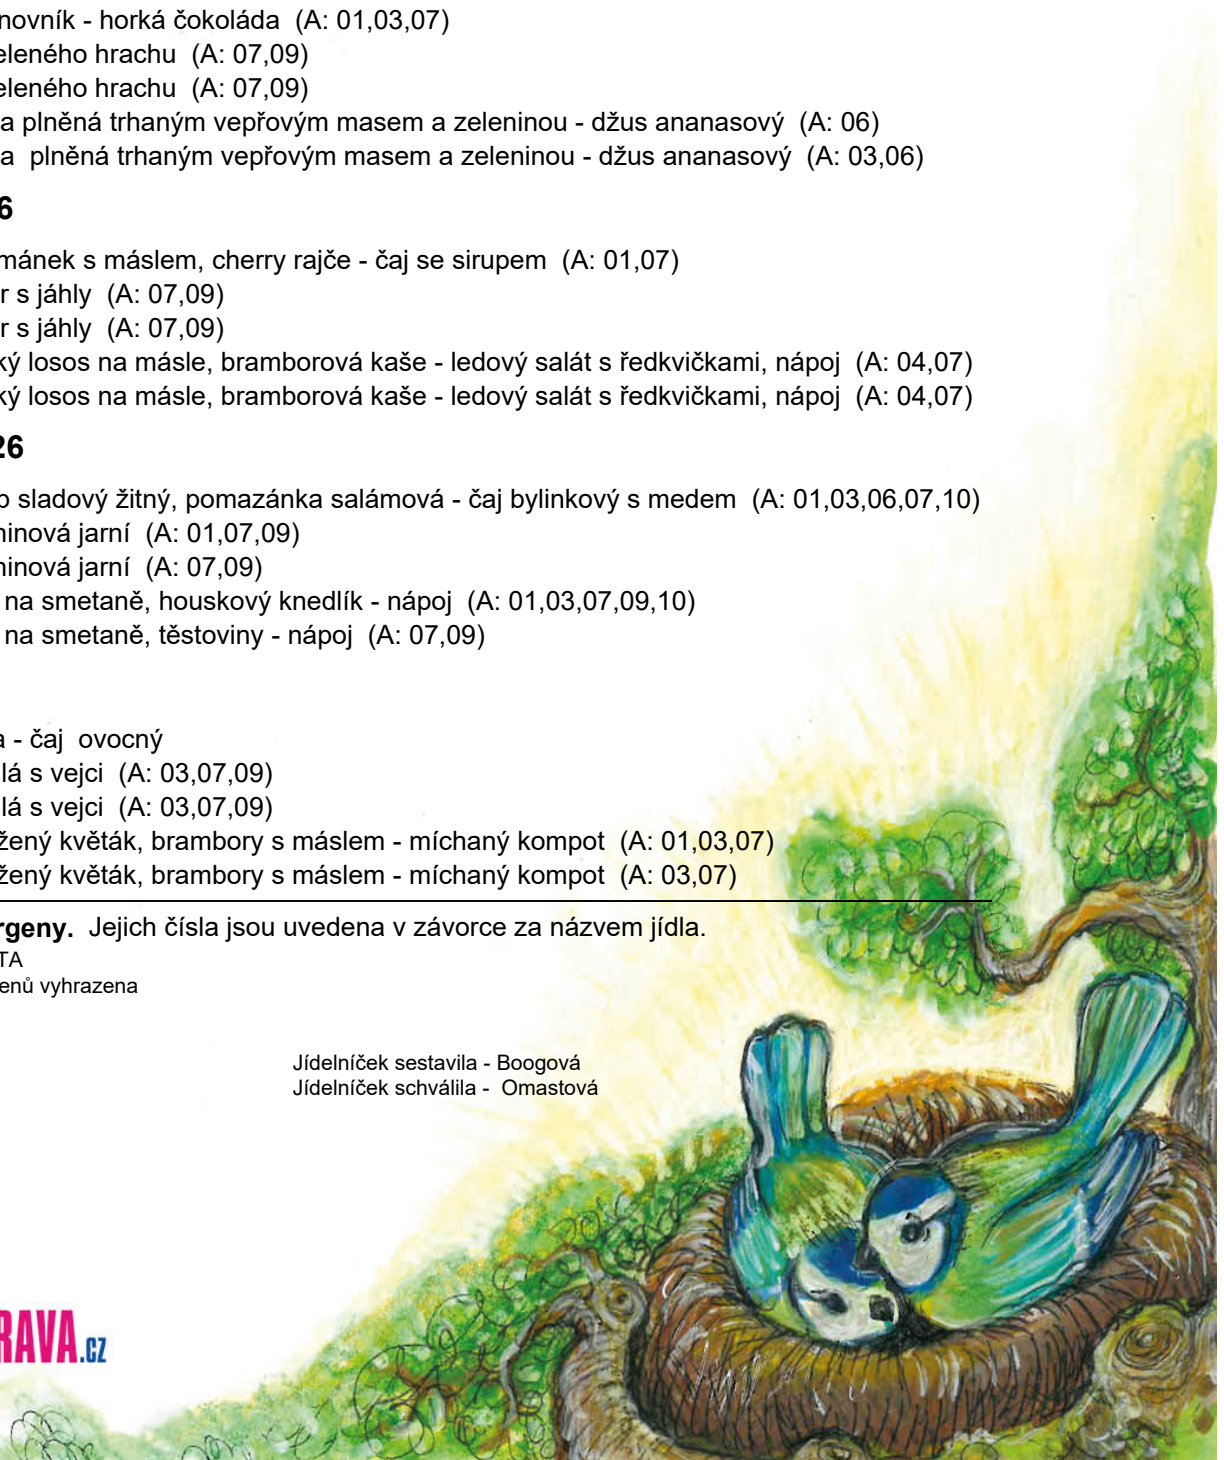 novník - horká čokoláda (A: 01,03,07)
eleného hrachu (A: 07,09)
eleného hrachu (A: 07,09)
a plněná trhaným vepřovým masem a zeleninou - džus ananasový (A: 06)
a plněná trhaným vepřovým masem a zeleninou - džus ananasový (A: 03,06)
6
mánek s máslem, cherry rajče - čaj se sirupem (A: 01,07)
r s jáhly (A: 07,09)
r s jáhly (A: 07,09)
ký losos na másle, bramborová kaše - ledový salát s ředkvičkami, nápoj (A: 04,07)
ký losos na másle, bramborová kaše - ledový salát s ředkvičkami, nápoj (A: 04,07)
26
b sladový žitný, pomazánka salámová - čaj bylinkový s medem (A: 01,03,06,07,10)
ninová jarní (A: 01,07,09)
ninová jarní (A: 07,09)
na smetaně, houskový knedlík - nápoj (A: 01,03,07,09,10)
na smetaně, těstoviny - nápoj (A: 07,09)
a - čaj ovocný
lá s vejci (A: 03,07,09)
lá s vejci (A: 03,07,09)
žený květák, brambory s máslem - míchaný kompot (A: 01,03,07)
žený květák, brambory s máslem - míchaný kompot (A: 03,07)
rgeny. Jejich čísla jsou uvedena v závorce za názvem jídla.
TA
enů vyhrazena
Jídelníček sestavila - Boogová
Jídelníček schválila - Omastová
RAVA.cz